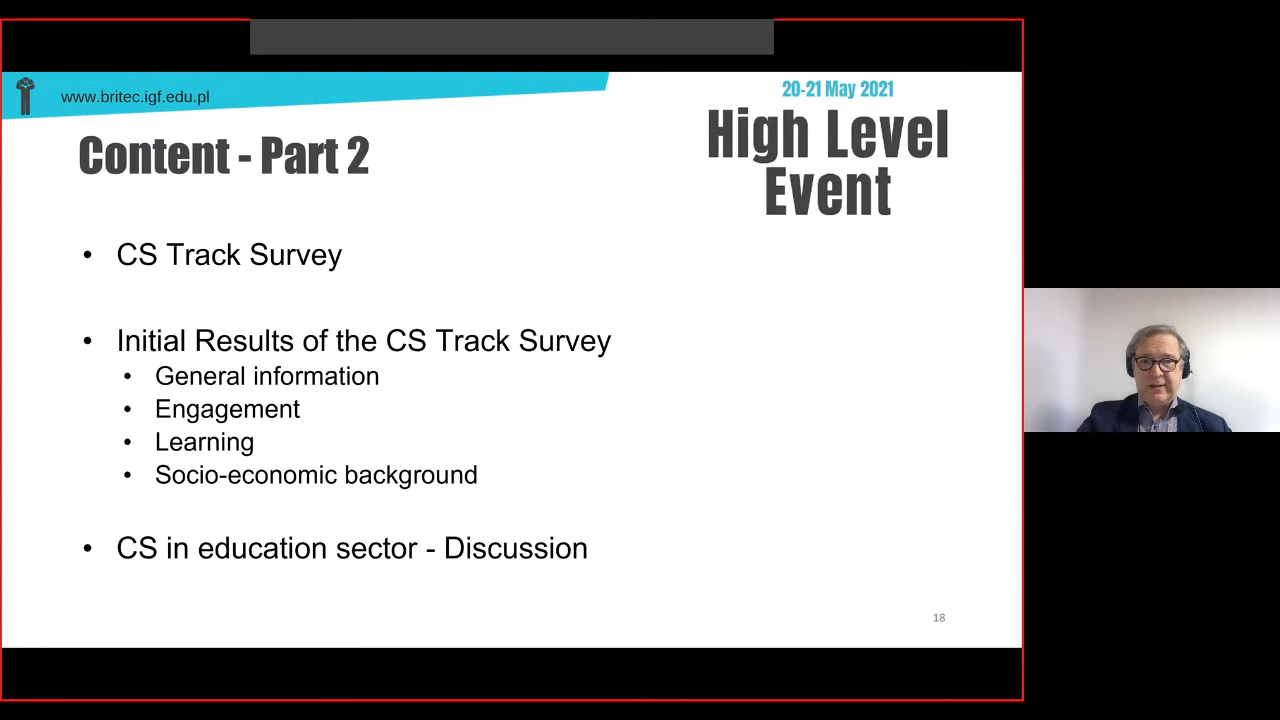 www.britec.igf.edu.pl
20-21 May 2021
High Level
Event
Content - Part 2
• CS Track Survey
• Initial Results of the CS Track Survey
• General information
• Engagement
• Learning
• Socio-economic background
• CS in education sector - Discussion
18